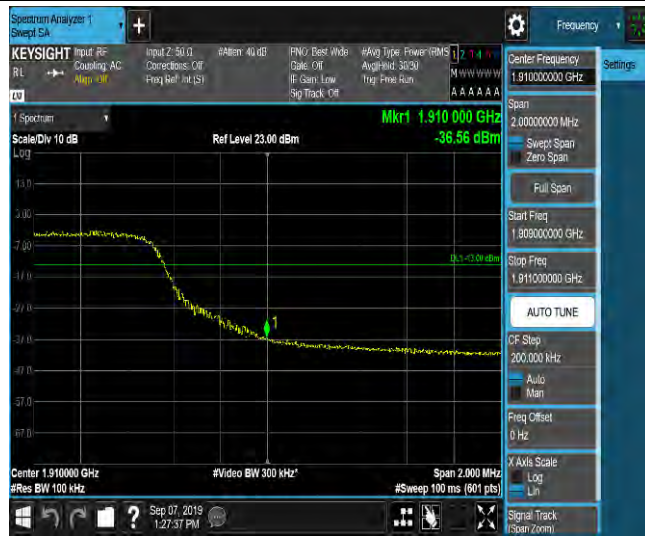 Spectrum Analyzer 1
Swept SA
+
Frequency
KEYSIGHT
RL
Input: RF
Coupling: AC
Align: Off
Input Z: 50 Ω
Corrections: Off
Freq Ref: Int (S)
#Atten: 40 dB
PNO: Best Wide
Gate: Off
IF Gain: Low
Sig Track: Off
#Avg Type: Power (RMS
Avg|Hold: 30/30
Trig: Free Run
M W W W W W
A A A A A A
LW
1 Spectrum
Scale/Div 10 dB
Ref Level 23.00 dBm
Mkr1 1.910 000 GHz
-36.56 dBm
Log
13.0
3.00
-7.00
DL1 -13.00 dBm
-17.0
-27.0
1
-37.0
-47.0
-57.0
-67.0
Center 1.910000 GHz
#Video BW 300 kHz*
Span 2.000 MHz
#Res BW 100 kHz
#Sweep 100 ms (601 pts)
?
Sep 07, 2019
1:27:37 PM
Center Frequency
1.910000000 GHz
Settings
Span
2.00000000 MHz
Swept Span
Zero Span
Full Span
Start Freq
1.909000000 GHz
Stop Freq
1.911000000 GHz
AUTO TUNE
CF Step
200.000 kHz
Auto
Man
Freq Offset
0 Hz
X Axis Scale
Log
Lin
Signal Track
(Span Zoom)